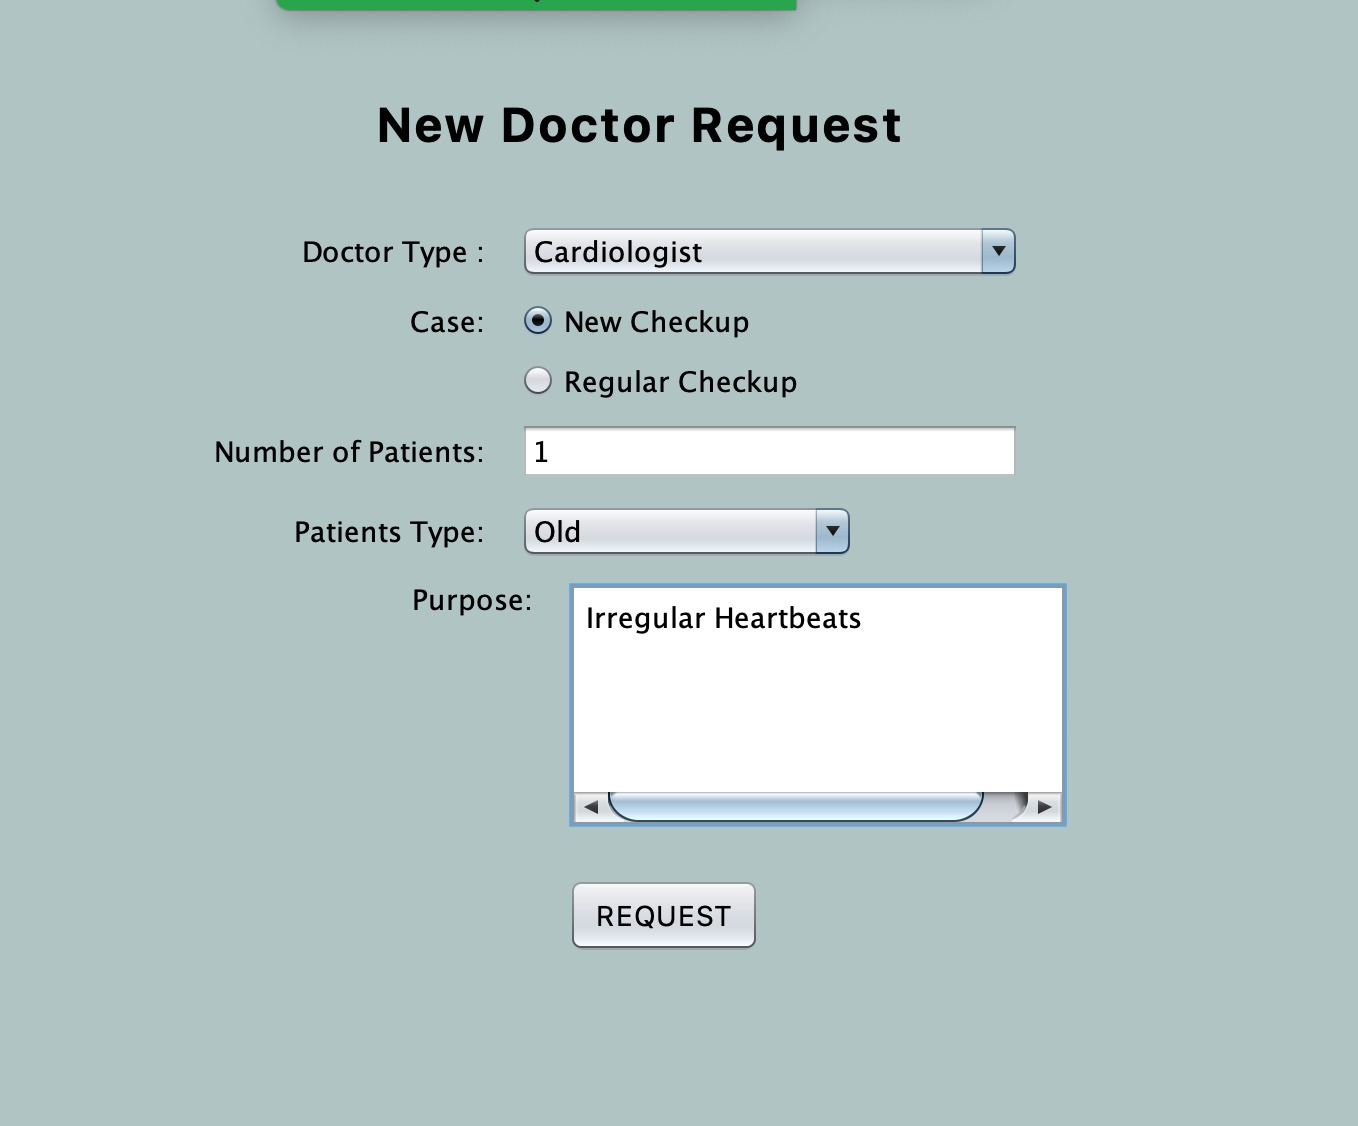 New Doctor Request
Doctor Type : Cardiologist
Case: New Checkup
Regular Checkup
Number of Patients: 1
Patients Type: Old
Purpose: Irregular Heartbeats
REQUEST